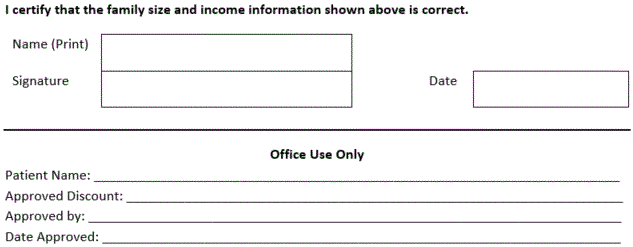 I certify that the family size and income information shown above is correct.
Name (Print)
Signature Date
Office Use Only
Patient Name:
Approved Discount:
Approved by:
Date Approved: